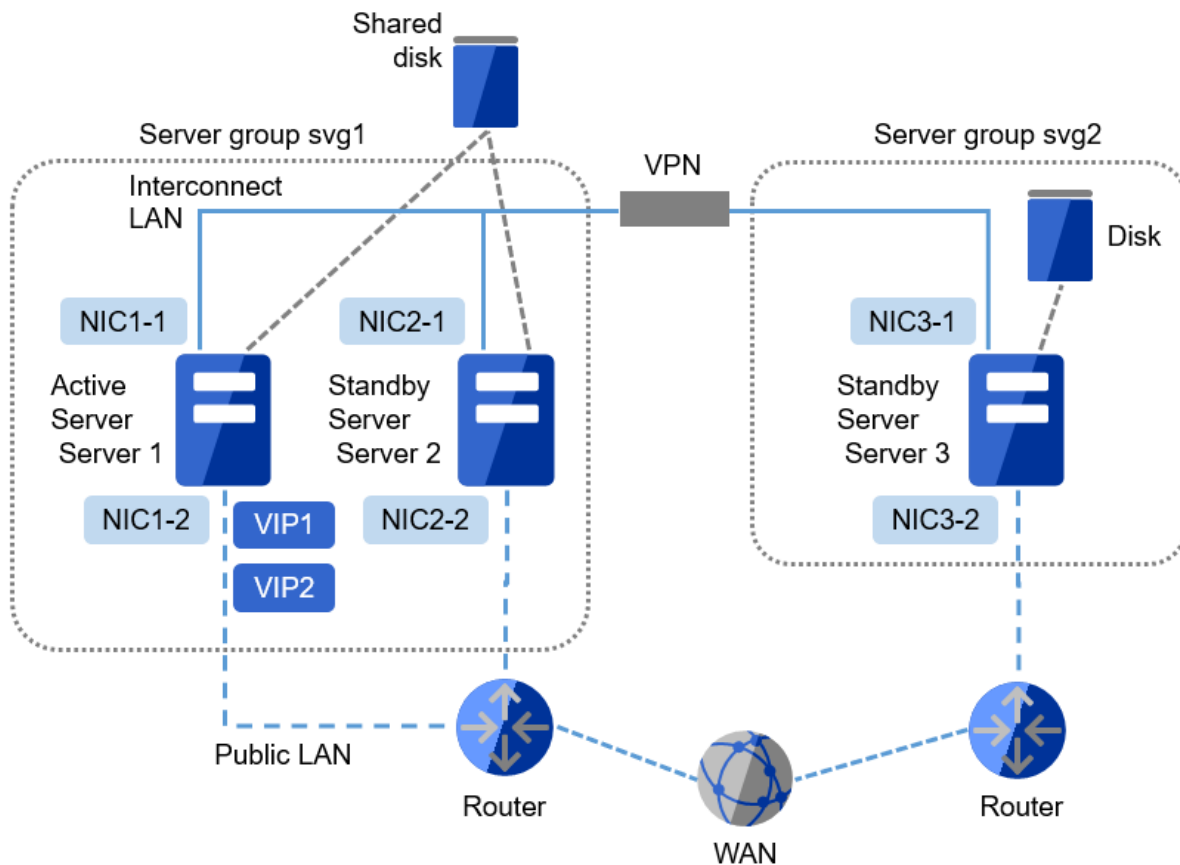 Shared
disk
Server group svg1
Server group svg2
VPN
Interconnect
LAN
Disk
NIC1-1
NIC2-1
NIC3-1
Active
Server
Server 1
Standby
Server
Server 2
Standby
Server
Server 3
NIC1-2
VIP1
NIC2-2
NIC3-2
VIP2
Public LAN
Router
Router
WAN